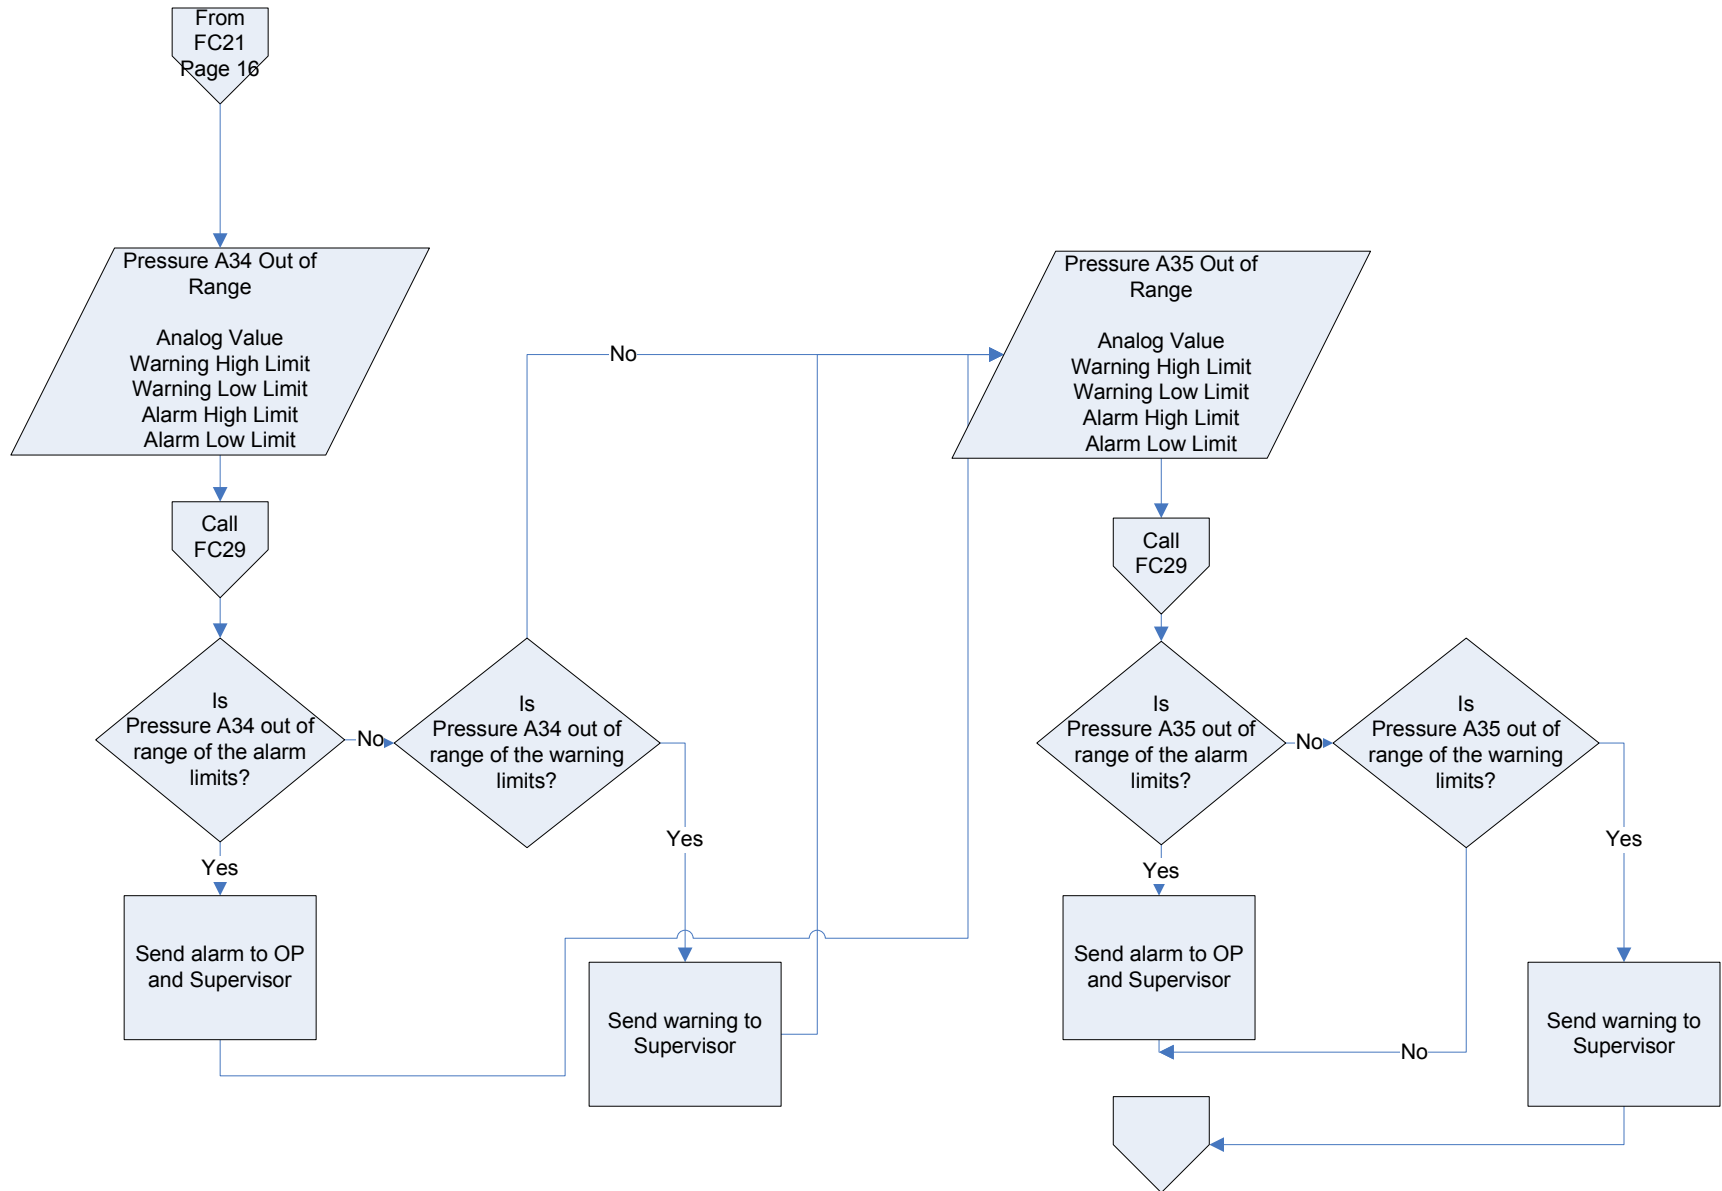 From
FC21
Page 16
Pressure A34 Out of
Range
Analog Value
Warning High Limit
Warning Low Limit
Alarm High Limit
Alarm Low Limit
Call
FC29
Is
Pressure A34 out of
range of the alarm
limits?
No
Is
Pressure A34 out of
range of the warning
limits?
No
Yes
Yes
Send alarm to OP
and Supervisor
Send warning to
Supervisor
Pressure A35 Out of
Range
Analog Value
Warning High Limit
Warning Low Limit
Alarm High Limit
Alarm Low Limit
Call
FC29
Is
Pressure A35 out of
range of the alarm
limits?
No
Is
Pressure A35 out of
range of the warning
limits?
Yes
Yes
Send alarm to OP
and Supervisor
No
Send warning to
Supervisor